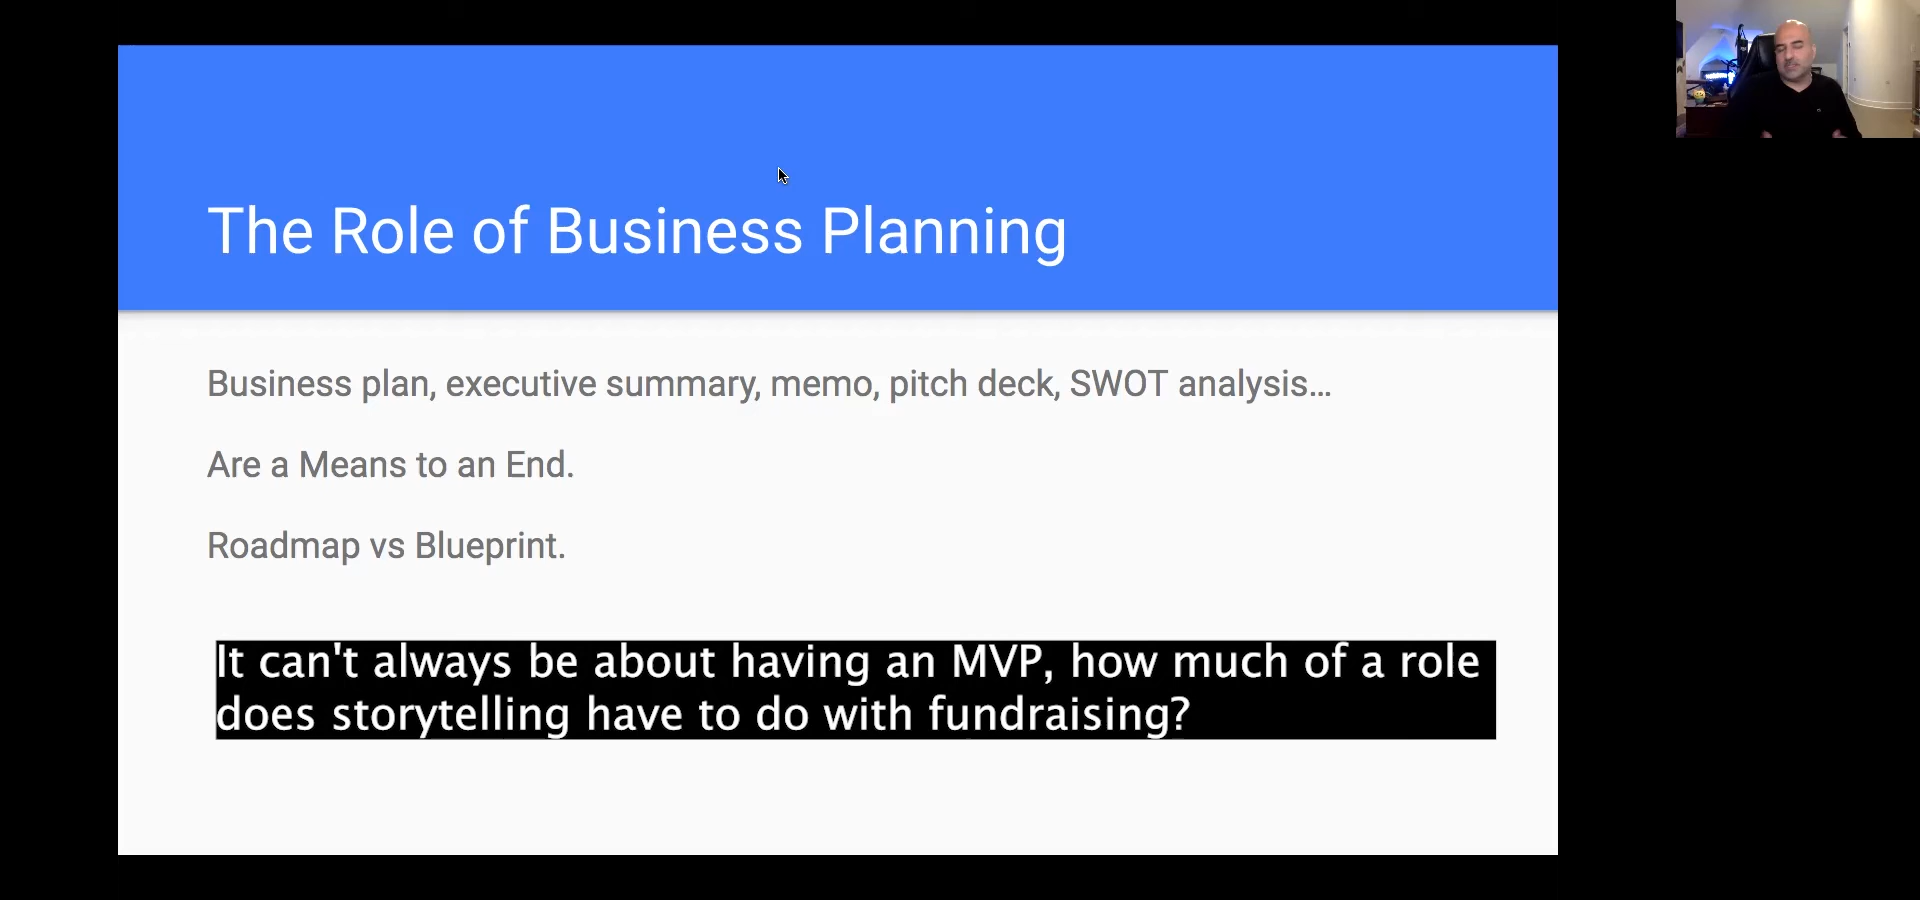 The Role of Business Planning
Business plan, executive summary, memo, pitch deck, SWOT analysis...
Are a Means to an End.
Roadmap vs Blueprint.
It can't always be about having an MVP, how much of a role
does storytelling have to do with fundraising?